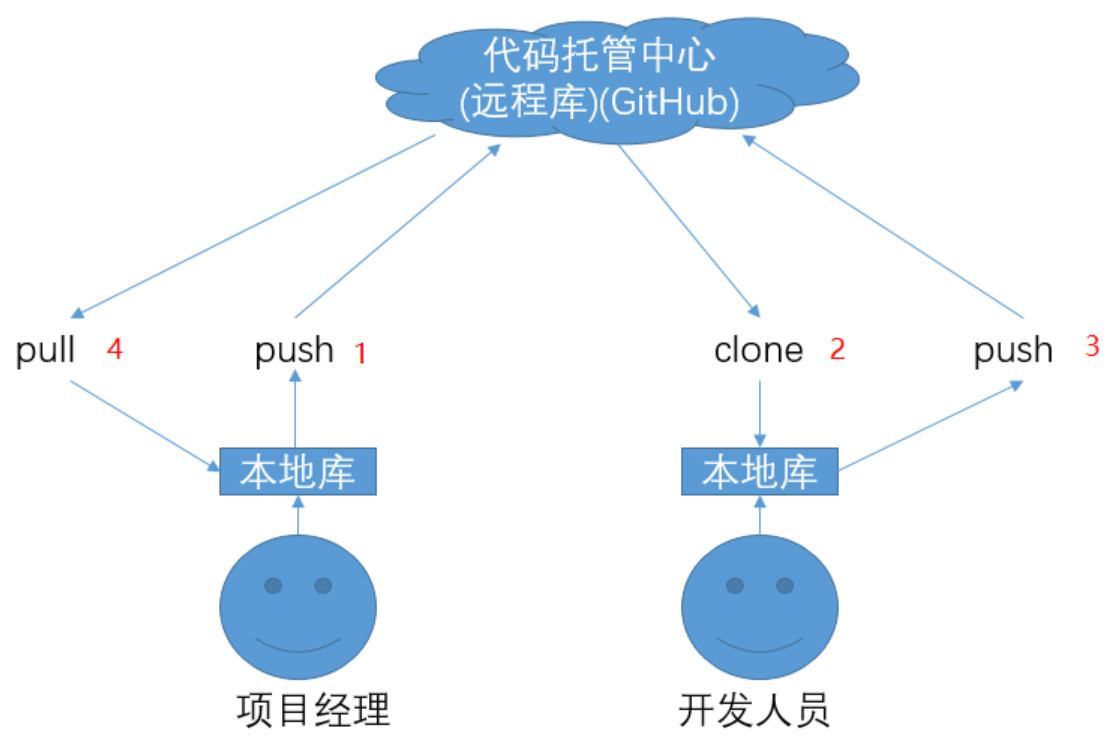 代码托管中心
(远程库)(GitHub)
pull 4
push 1
clone 2
push 3
本地库
本地库
项目经理
开发人员